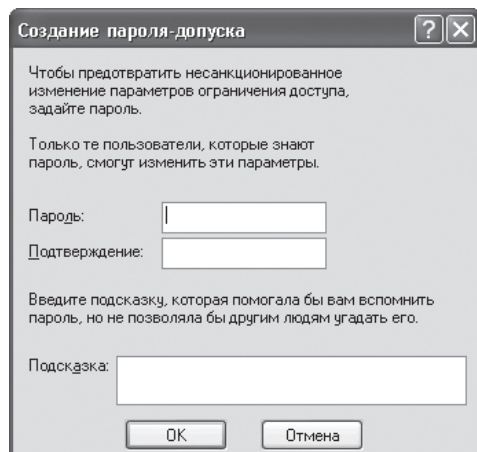 Создание пароля-допуска
Чтобы предотвратить несанкционированное
изменение параметров ограничения доступа,
задайте пароль.
Только те пользователи, которые знают
пароль, смогут изменить эти параметры.
Пароль:
Подтверждение:
Введите подсказку, которая помогала бы вам вспомнить
пароль, но не позволяла бы другим людям угадать его.
Подсказка:
OK Отмена